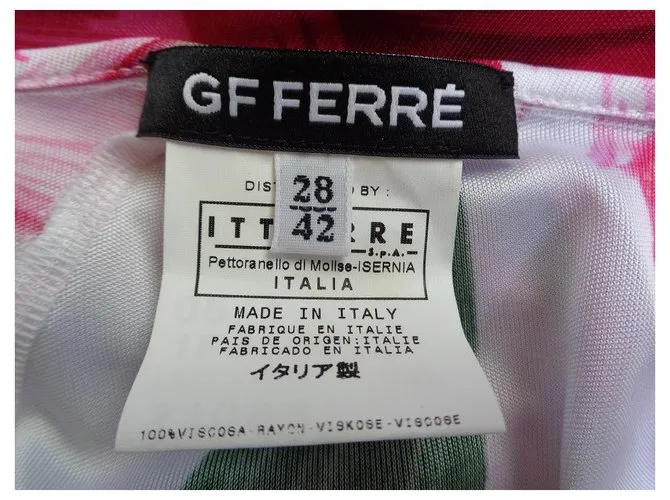 GF FERRÉ
28
42
BY :
S.p.A.
Pettoranello di Molise-ISERNIA
ITALIA
MADE IN ITALY
FABRIQUE EN ITALIE
PAIS DE ORIGEN:ITALIE
FABRICADO EN ITALIA
イタリア製
100%VISCOSA-RAYON-VISKOSE-VISCOSE